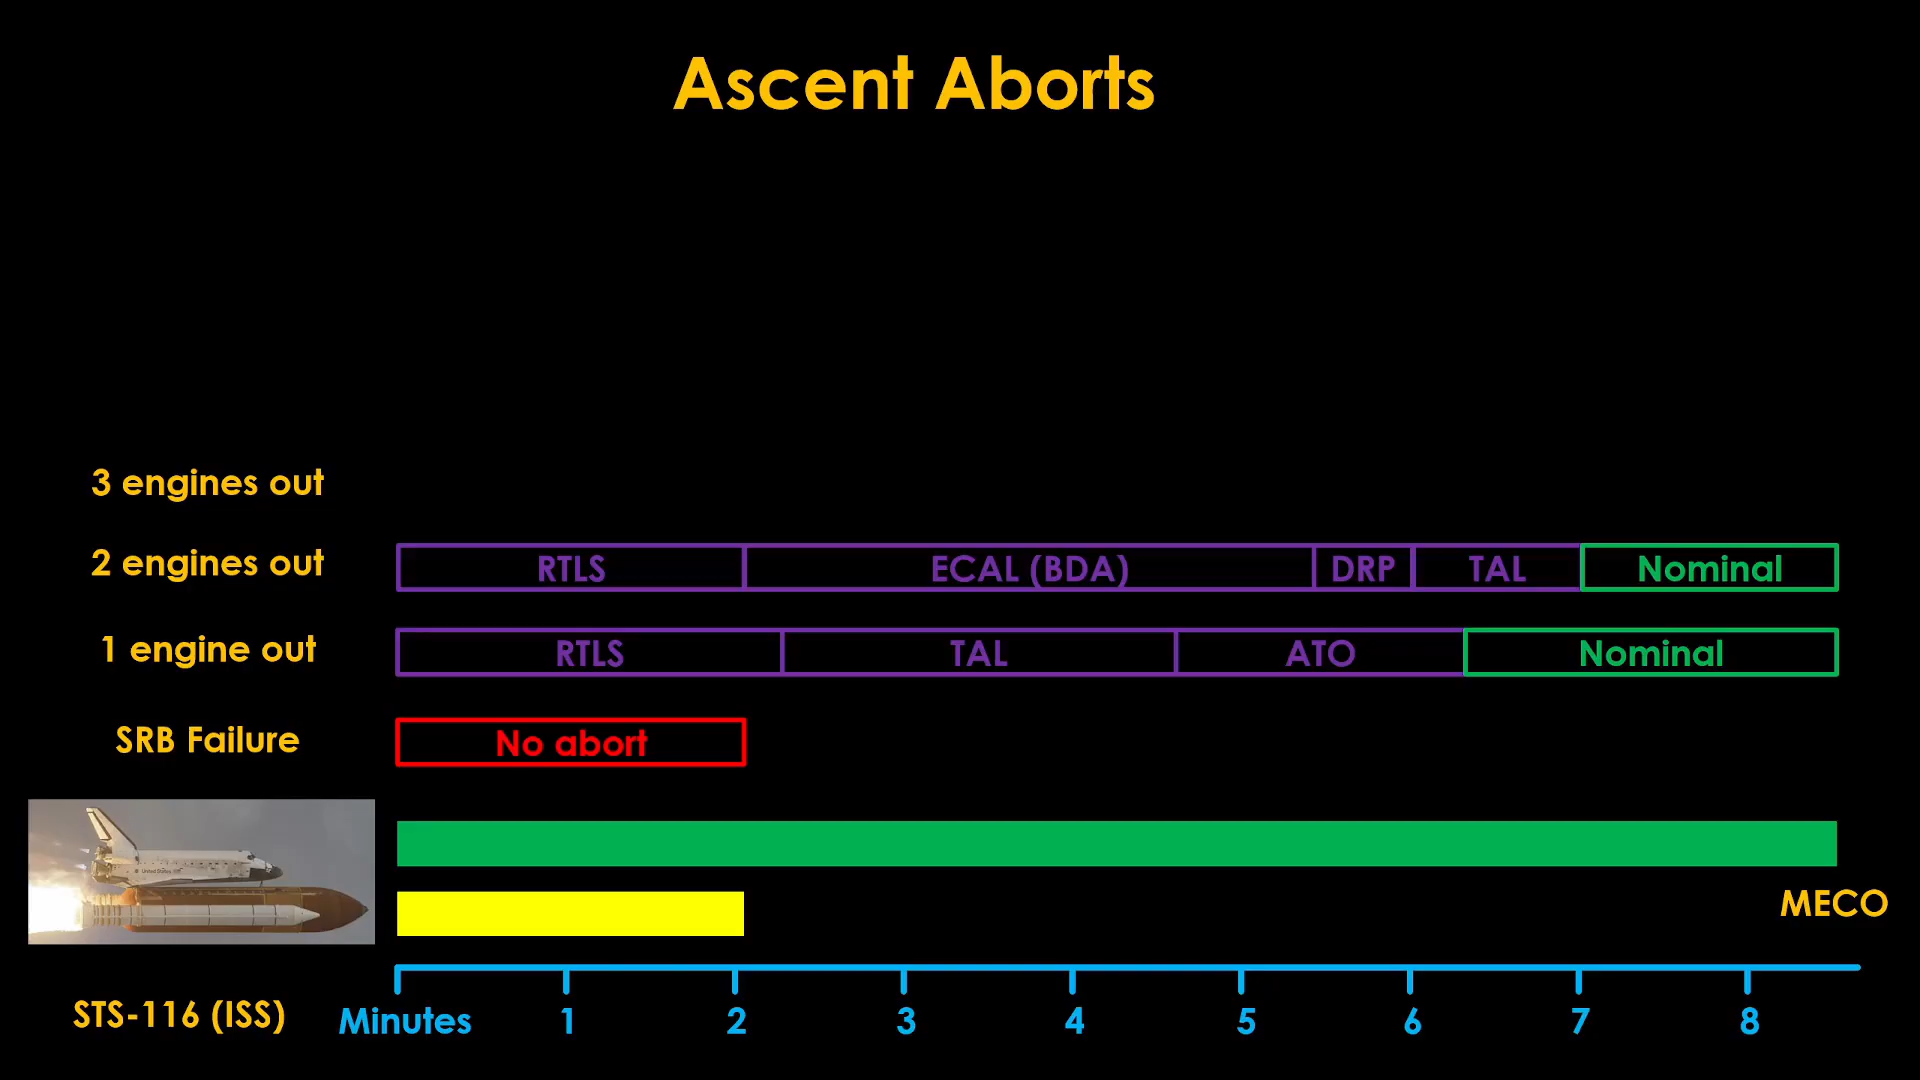 Ascent Aborts
3 engines out
2 engines out RTLS ECAL (BDA) DRP TAL Nominal
1 engine out RTLS TAL ATO Nominal
SRB Failure No abort
United States
MECO
STS-116 (ISS) Minutes 1 2 3 4 5 6 7 8